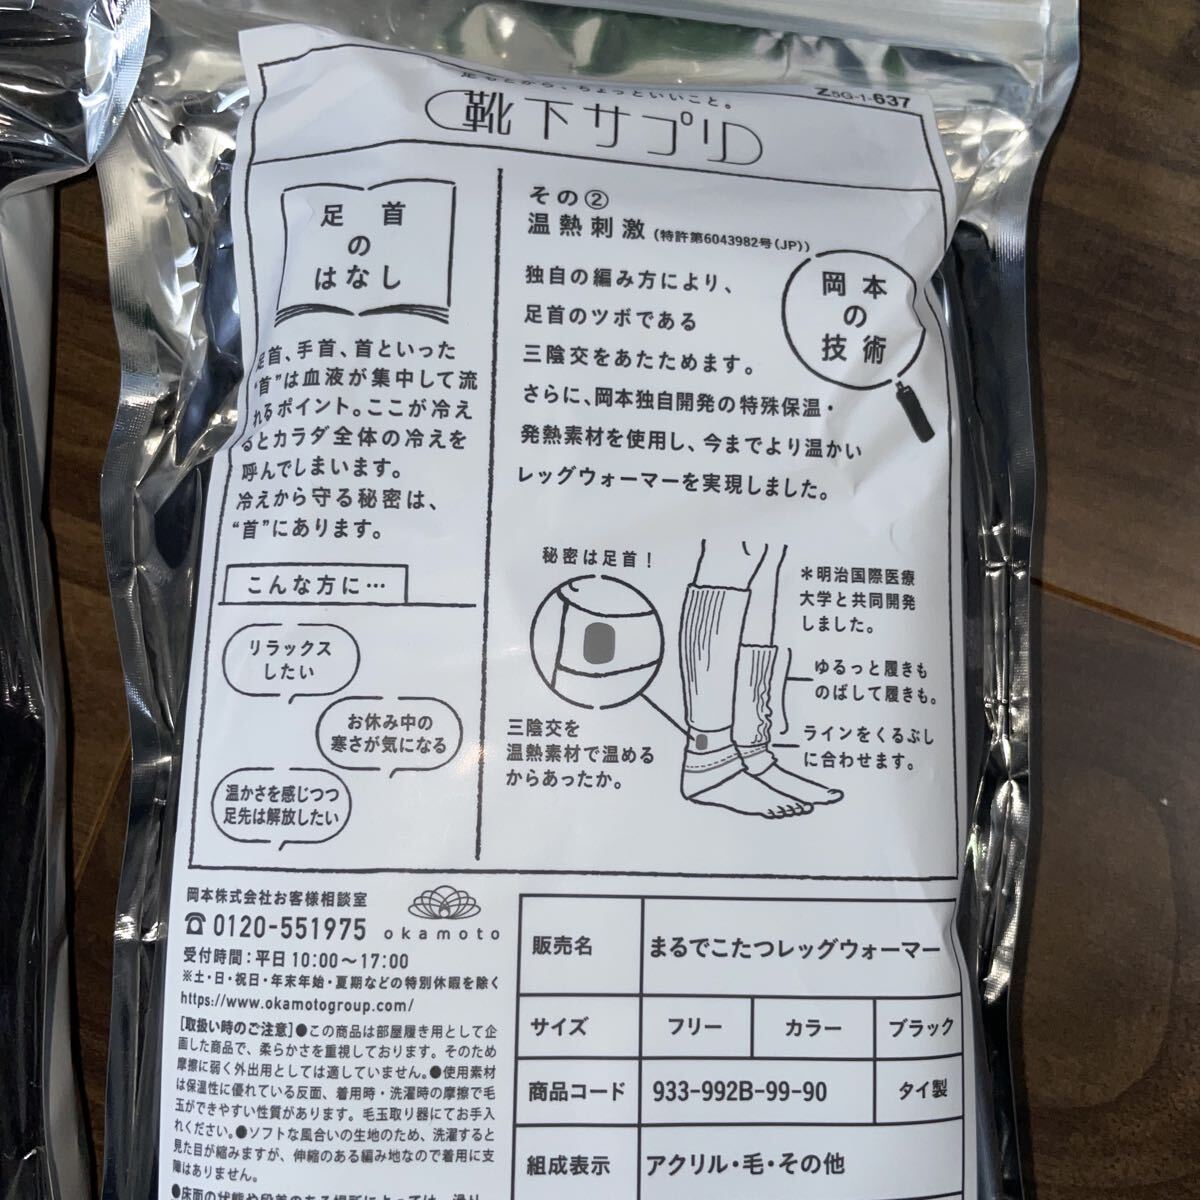 足もとから、ちょっといいこと。
Z5G-1-637
靴下サプリ
足首
の
はなし
足首、手首、首といった
“首”は血液が集中して流
れるポイント。ここが冷え
るとカラダ全体の冷えを
呼んでしまいます。
冷えから守る秘密は、
“首”にあります。
こんな方に…
リラックス
したい
お休み中の
寒さが気になる
温かさを感じつつ
足先は解放したい
その②
温熱刺激(特許第6043982号(JP))
独自の編み方により、
足首のツボである
三陰交をあたためます。
さらに、岡本独自開発の特殊保温・
発熱素材を使用し、今までより温かい
レッグウォーマーを実現しました。
岡本
の
技術
秘密は足首！
三陰交を
温熱素材で温める
からあったか。
＊明治国際医療
大学と共同開発
しました。
ゆるっと履きも
のばして履きも。
ラインをくるぶし
に合わせます。
岡本株式会社お客様相談室
☎0120-551975
okamoto
受付時間：平日10:00〜17:00
※土・日・祝日・年末年始・夏期などの特別休暇を除く
https://www.okamotogroup.com/
[取扱い時のご注意]●この商品は部屋履き用として企
画した商品で、柔らかさを重視しております。そのため
摩擦に弱く外出用としては適していません。●使用素材
は保温性に優れている反面、着用時・洗濯時の摩擦で毛
玉ができやすい性質があります。毛玉取り器にてお手入
れください。●ソフトな風合いの生地のため、洗濯すると
見た目が縮みますが、伸縮のある編み地なので着用に支
障はありません。
●床面の状態や段差のある場所によっては、滑り
販売名 まるでこたつレッグウォーマー
サイズ フリー カラー ブラック
商品コード 933-992B-99-90 タイ製
組成表示 アクリル・毛・その他